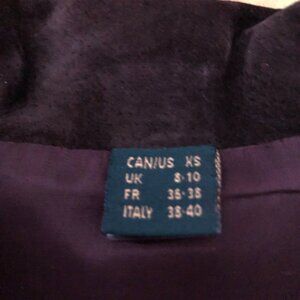 CAN/US XS
UK 8-10
FR 36-38
ITALY 38-40